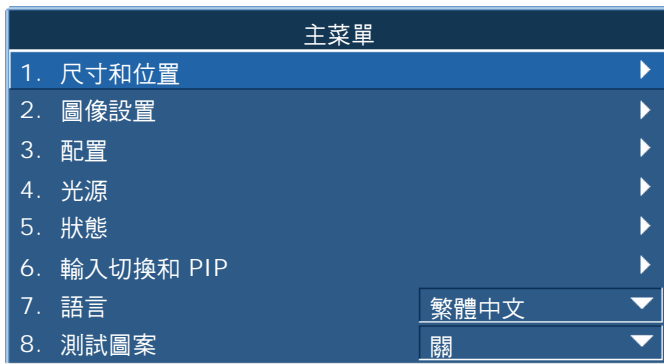 主菜單
1. 尺寸和位置
2. 圖像設置
3. 配置
4. 光源
5. 狀態
6. 輸入切換和 PIP
7. 語言 繁體中文
8. 測試圖案 關